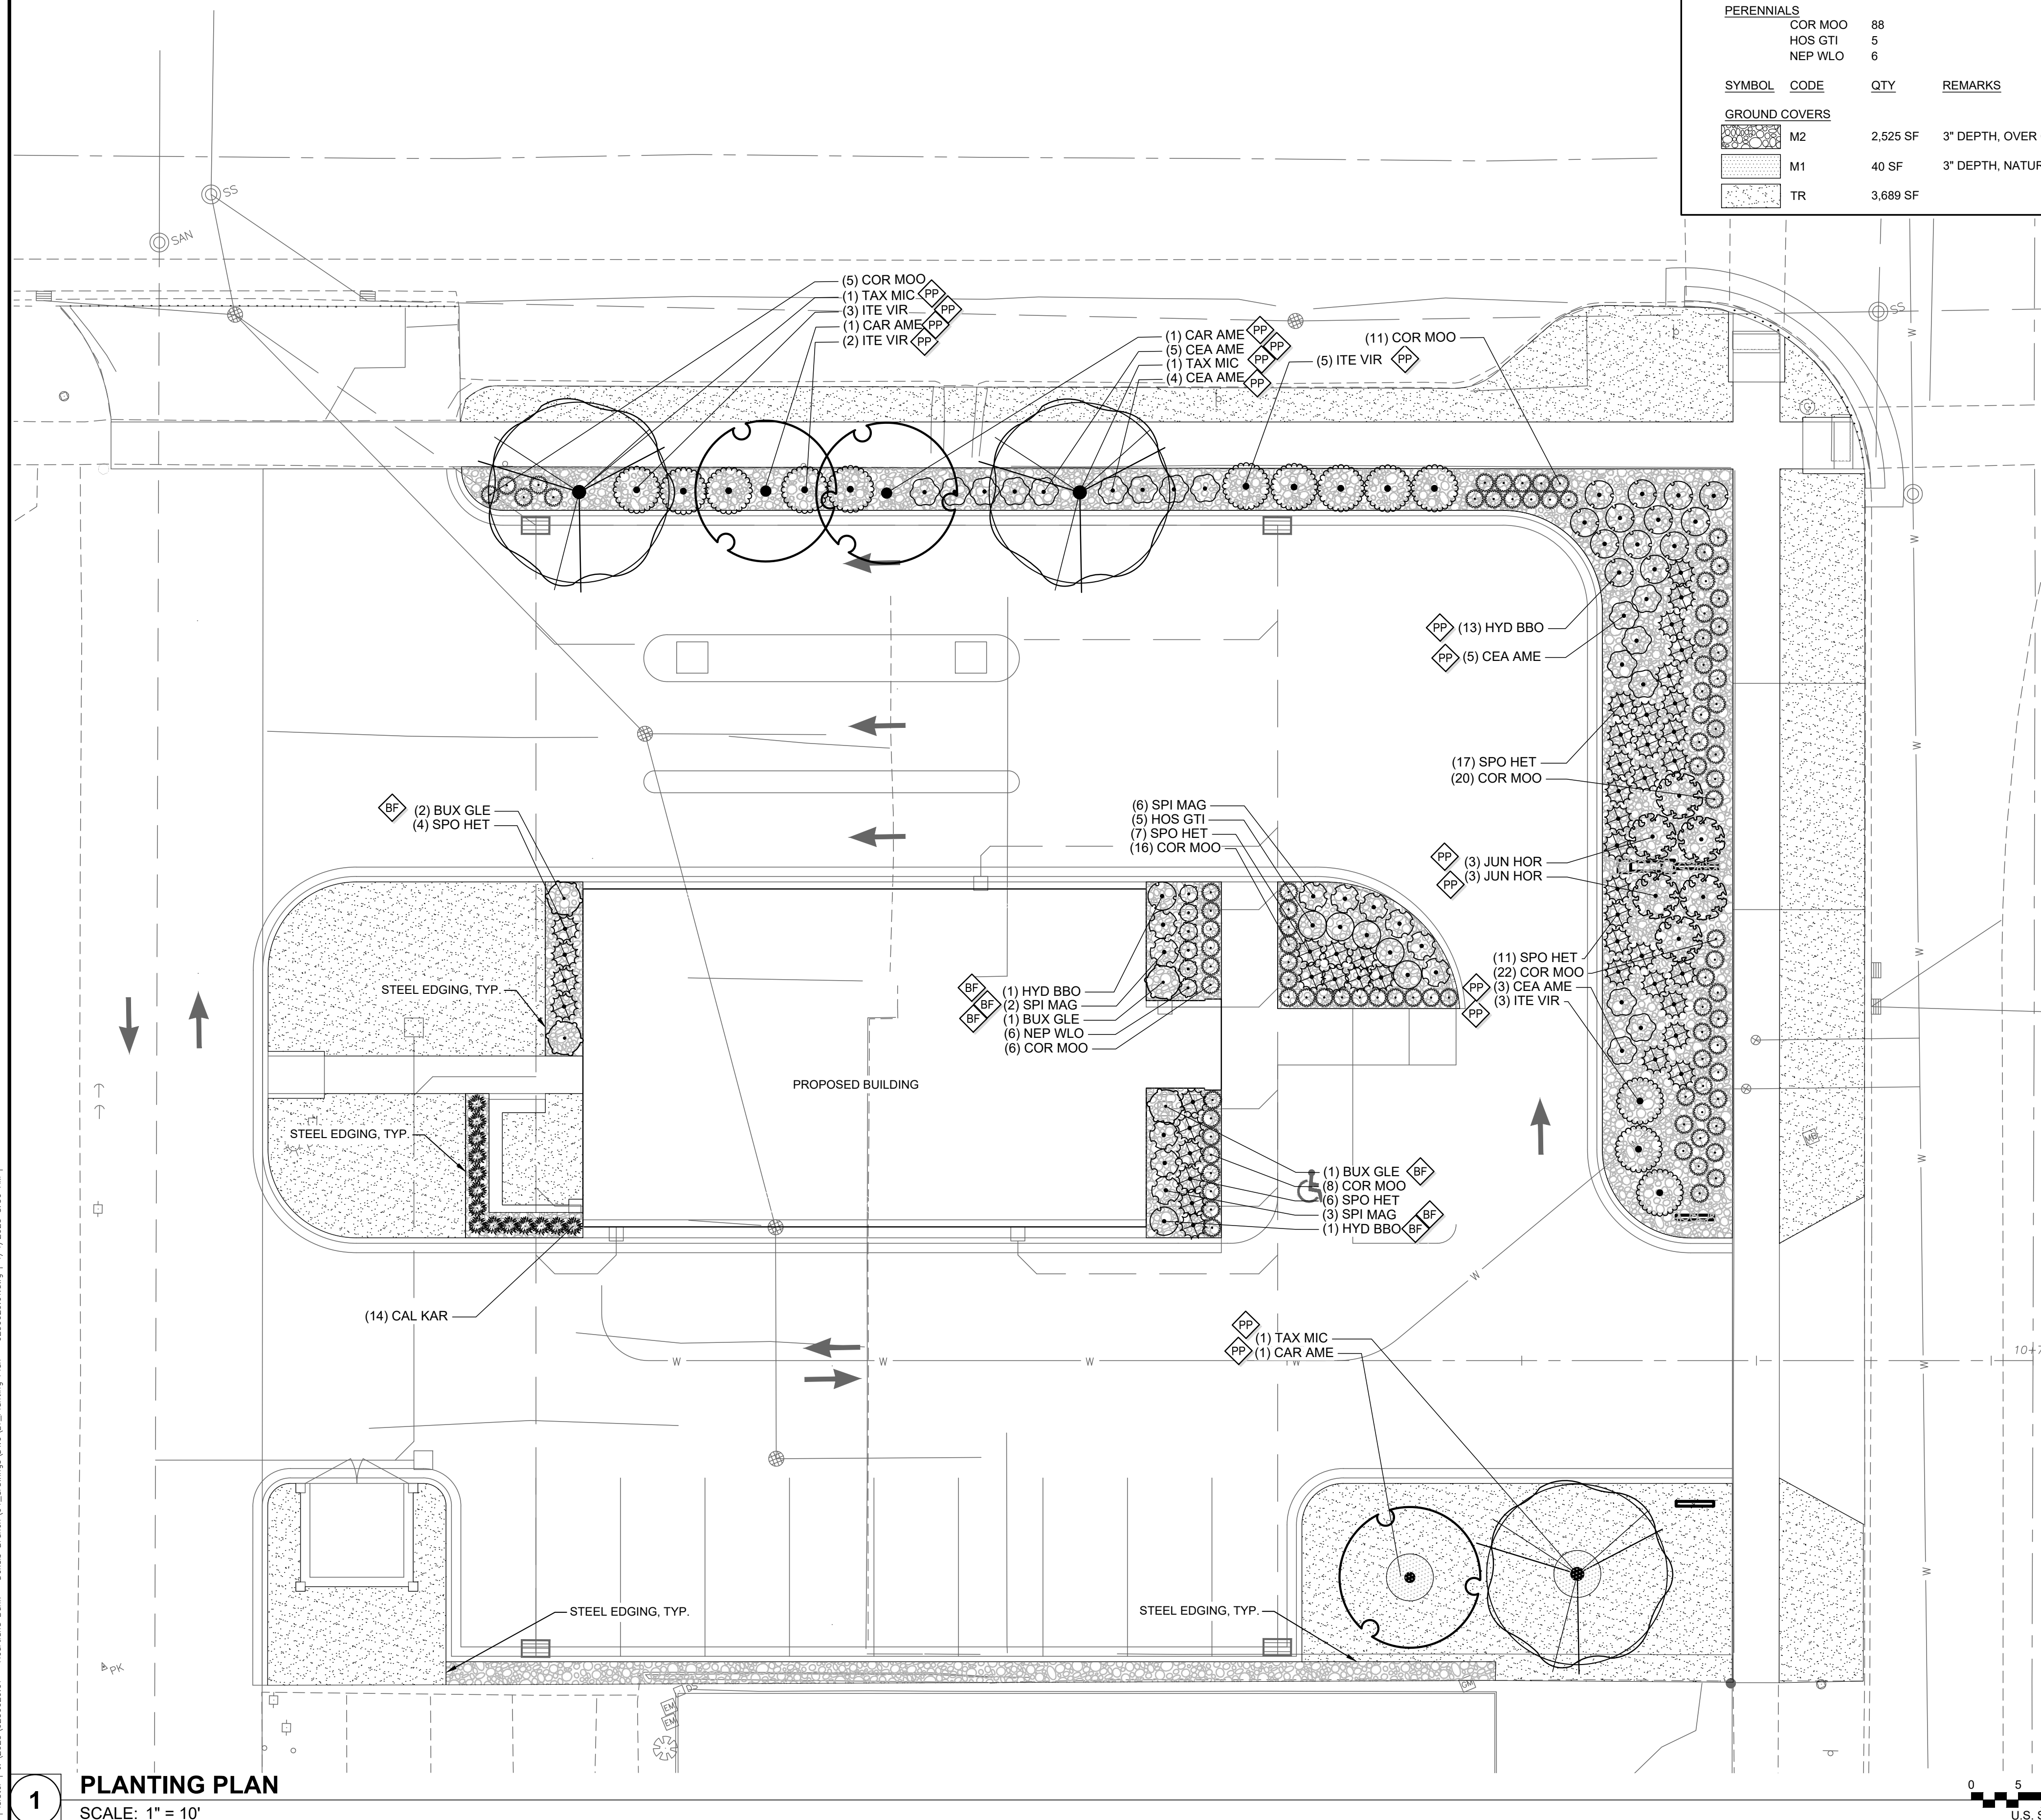 PERENNIALS
COR MOO 88
HOS GTI 5
NEP WLO 6
SYMBOL CODE QTY REMARKS
GROUND COVERS
M2 2,525 SF 3" DEPTH, OVER
M1 40 SF 3" DEPTH, NATUR
TR 3,689 SF
SS
SAN
SS
W
(5) COR MOO
(1) TAX MIC PP
(3) ITE VIR PP
(1) CAR AME PP
(2) ITE VIR PP
(1) CAR AME PP
(5) CEA AME PP
(1) TAX MIC PP
(4) CEA AME PP
(5) ITE VIR PP
(11) COR MOO
W
W
PP (13) HYD BBO
PP (5) CEA AME
W
(17) SPO HET
(20) COR MOO
BF (2) BUX GLE
(4) SPO HET
(6) SPI MAG
(5) HOS GTI
(7) SPO HET
(16) COR MOO
PP (3) JUN HOR
PP (3) JUN HOR
W
STEEL EDGING, TYP.
BF (1) HYD BBO
BF (2) SPI MAG
BF (1) BUX GLE
(6) NEP WLO
(6) COR MOO
(11) SPO HET
(22) COR MOO
PP (3) CEA AME
PP (3) ITE VIR
W
PROPOSED BUILDING
STEEL EDGING, TYP.
MB
W
(1) BUX GLE BF
(8) COR MOO
(6) SPO HET
(3) SPI MAG BF
(1) HYD BBO BF
W
(14) CAL KAR
PP (1) TAX MIC
PP (1) CAR AME
W W W W
W
10+7
W
STEEL EDGING, TYP.
STEEL EDGING, TYP.
PK
DS
GM
EM
EM
1
PLANTING PLAN
SCALE: 1" = 10'
0 5
U.S. S